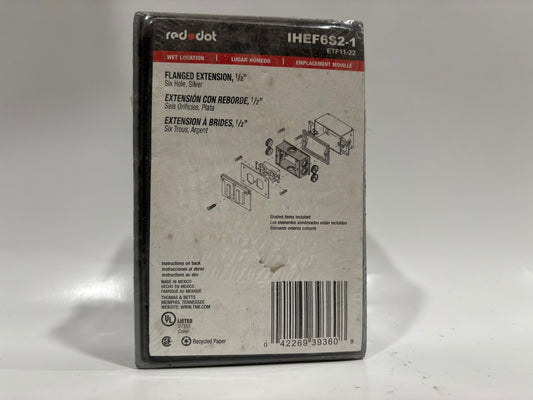 red dot
IHEF6S2-1
ETF11-22
WET LOCATION | LUGAR HÚMEDO | EMPLACEMENT MOUILLÉ
FLANGED EXTENSION, 1/2"
Six Hole, Silver
EXTENSIÓN CON REBORDE, 1/2"
Seis Orificios, Plata
EXTENSION À BRIDES, 1/2"
Six Trous, Argent
Shaded items included
Los elementos sombreados están incluidos
Éléments ombrés compris
Instructions on back
Instrucciones al dorso
Instructions au dos
MADE IN MEXICO
HECHO EN MEXICO
FABRIQUÉ AU MEXIQUE
THOMAS & BETTS
MEMPHIS, TENNESSEE
WEBSITE: WWW.TNB.COM
UL LISTED
Cover
Recycled Paper
0 42269 39360 8